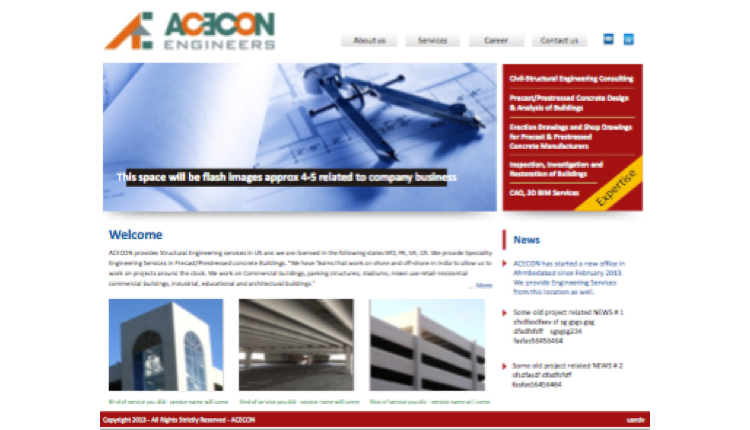 ACECON
ENGINEERS
About us
Services
Career
Contact us
This space will be flash images approx 4-5 related to company business
Civil-Structural Engineering Consulting
Precast/Prestressed Concrete Design
& Analysis of Buildings
Erection Drawings and Shop Drawings
for Precast & Prestressed
Concrete Manufacturers
Inspection, Investigation and
Restoration of Buildings
CAD, 3D BIM Services
Expertise
Welcome
ACECON provides Structural Engineering services in US and we are licensed in the following states MD, PA, VA, CA. We provide Speciality
Engineering Services in Precast/Prestressed concrete Buildings. "We have Teams that work on-shore and off-shore in India to allow us to
work on projects around the clock. We work on Commercial buildings, parking structures, stadiums, mixed use retail-residential
commercial buildings, industrial, educational and architectural buildings."
... More
Kind of service you did - service name will come
Kind of service you did - service name will come
Kind of service you did - service name will come
News
ACECON has started a new office in
Ahmbedabad since February 2013.
We provide Engineering Services
from this location as well.
Some old project related NEWS # 1
sf sg.gsgs.gsg
dfadfsfsff
fasfas56456464
Some old project related NEWS # 2
dfadfsfsff
fasfas56456464
Copyright 2013 - All Rights Strictly Reserved - ACECON